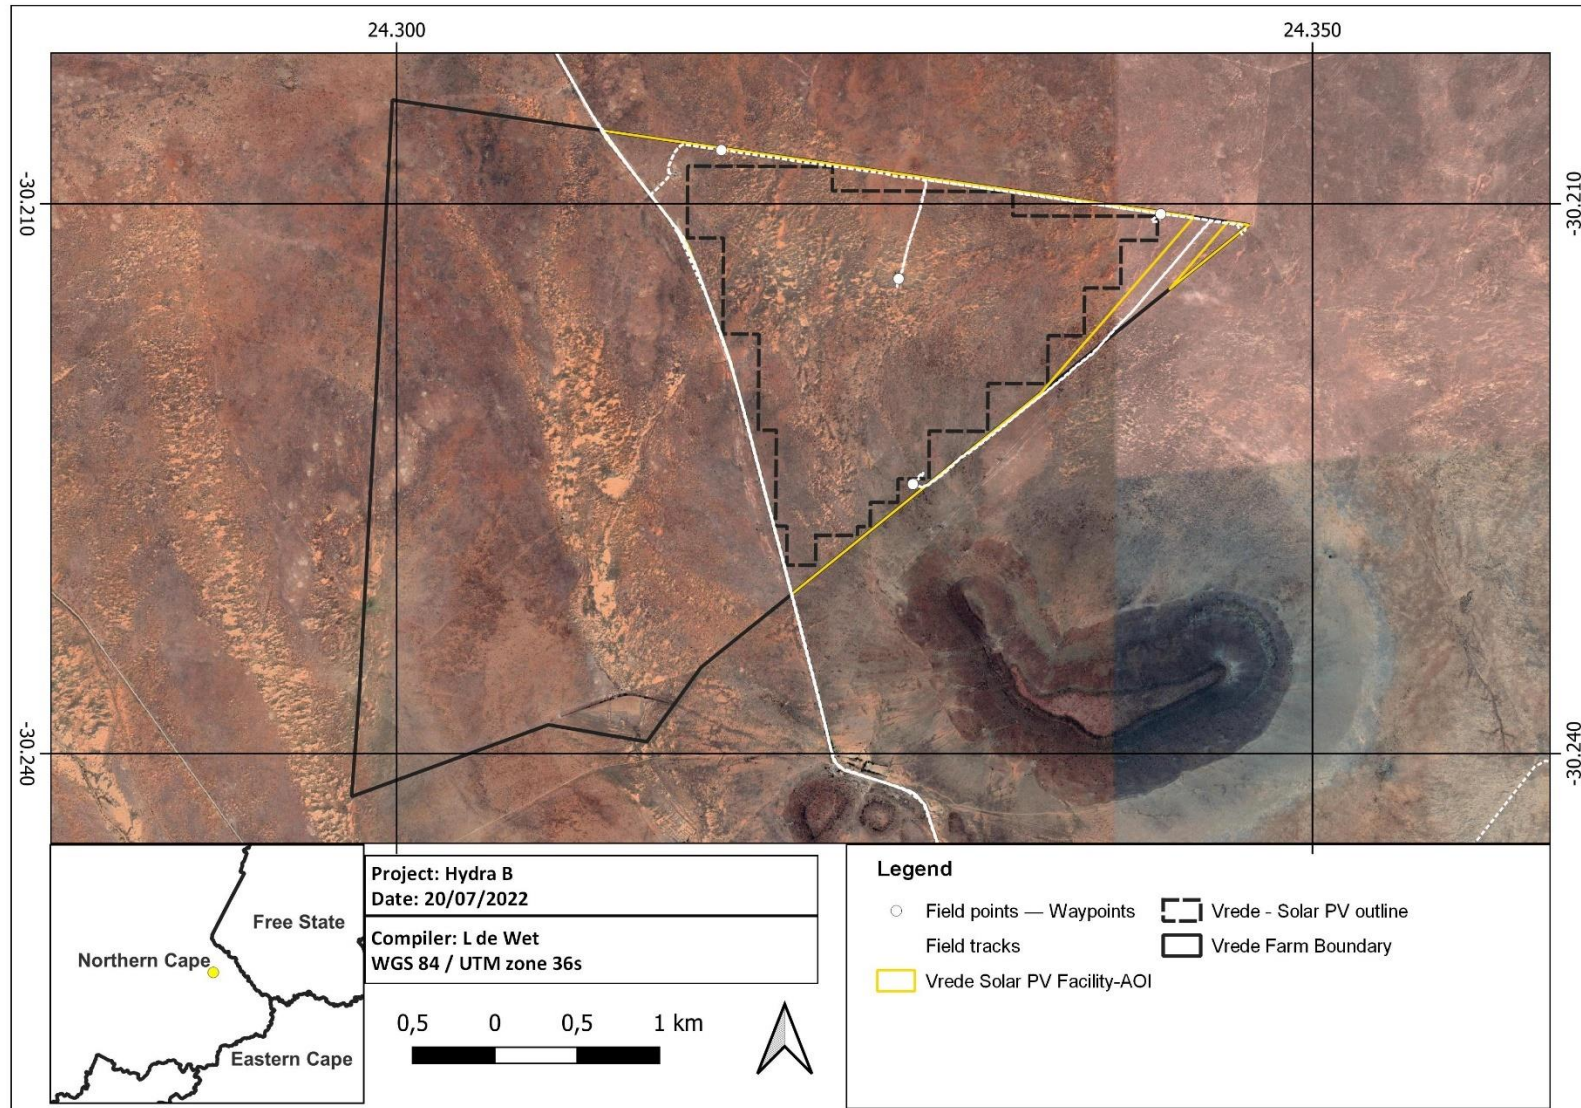 24.300
24.350
-30.210
-30.210
-30.240
-30.240
Free State
Northern Cape
Eastern Cape
Project: Hydra B
Date: 20/07/2022
Compiler: L de Wet
WGS 84 / UTM zone 36s
0,5 0 0,5 1 km
Legend
Field points — Waypoints
Field tracks
Vrede Solar PV Facility-AOI
Vrede - Solar PV outline
Vrede Farm Boundary